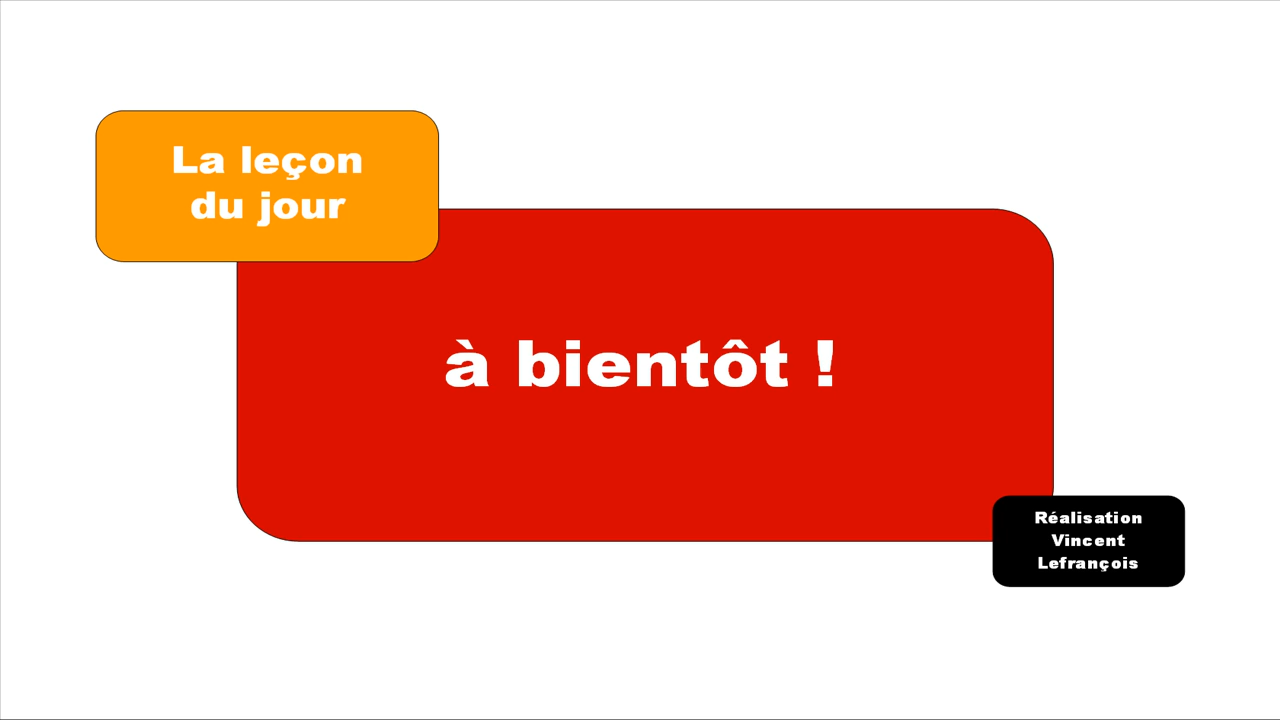 La leçon
du jour
à bientôt !
Réalisation
Vincent
Lefrançois